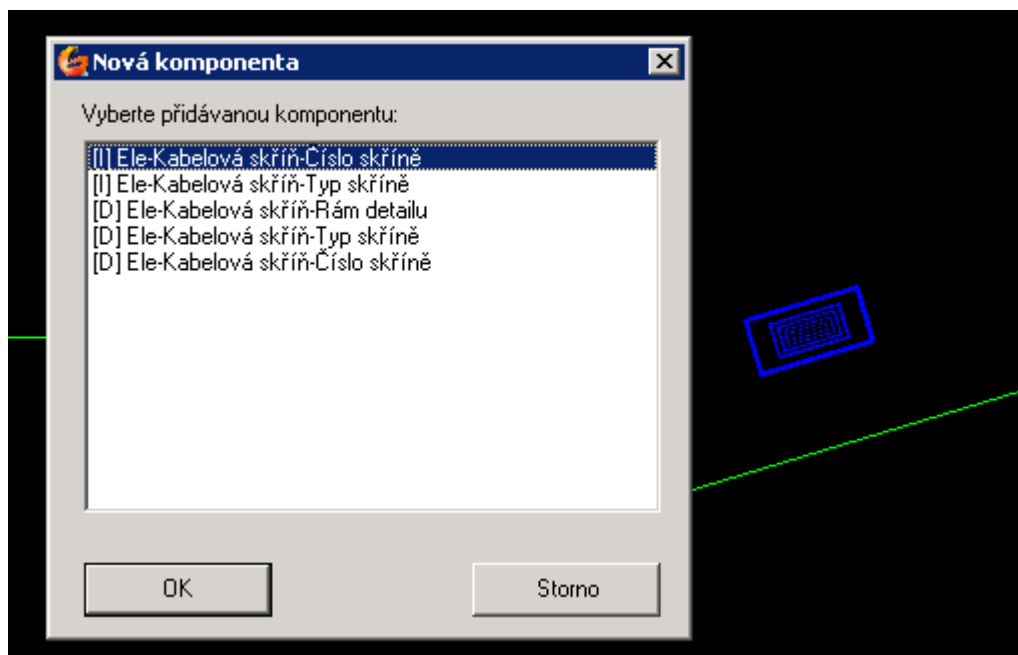 Nová komponenta
Vyberte přidávanou komponentu:
[I] Ele-Kabelová skříň-Číslo skříně
[I] Ele-Kabelová skříň-Typ skříně
[D] Ele-Kabelová skříň-Rám detailu
[D] Ele-Kabelová skříň-Typ skříně
[D] Ele-Kabelová skříň-Číslo skříně
OK
Storno